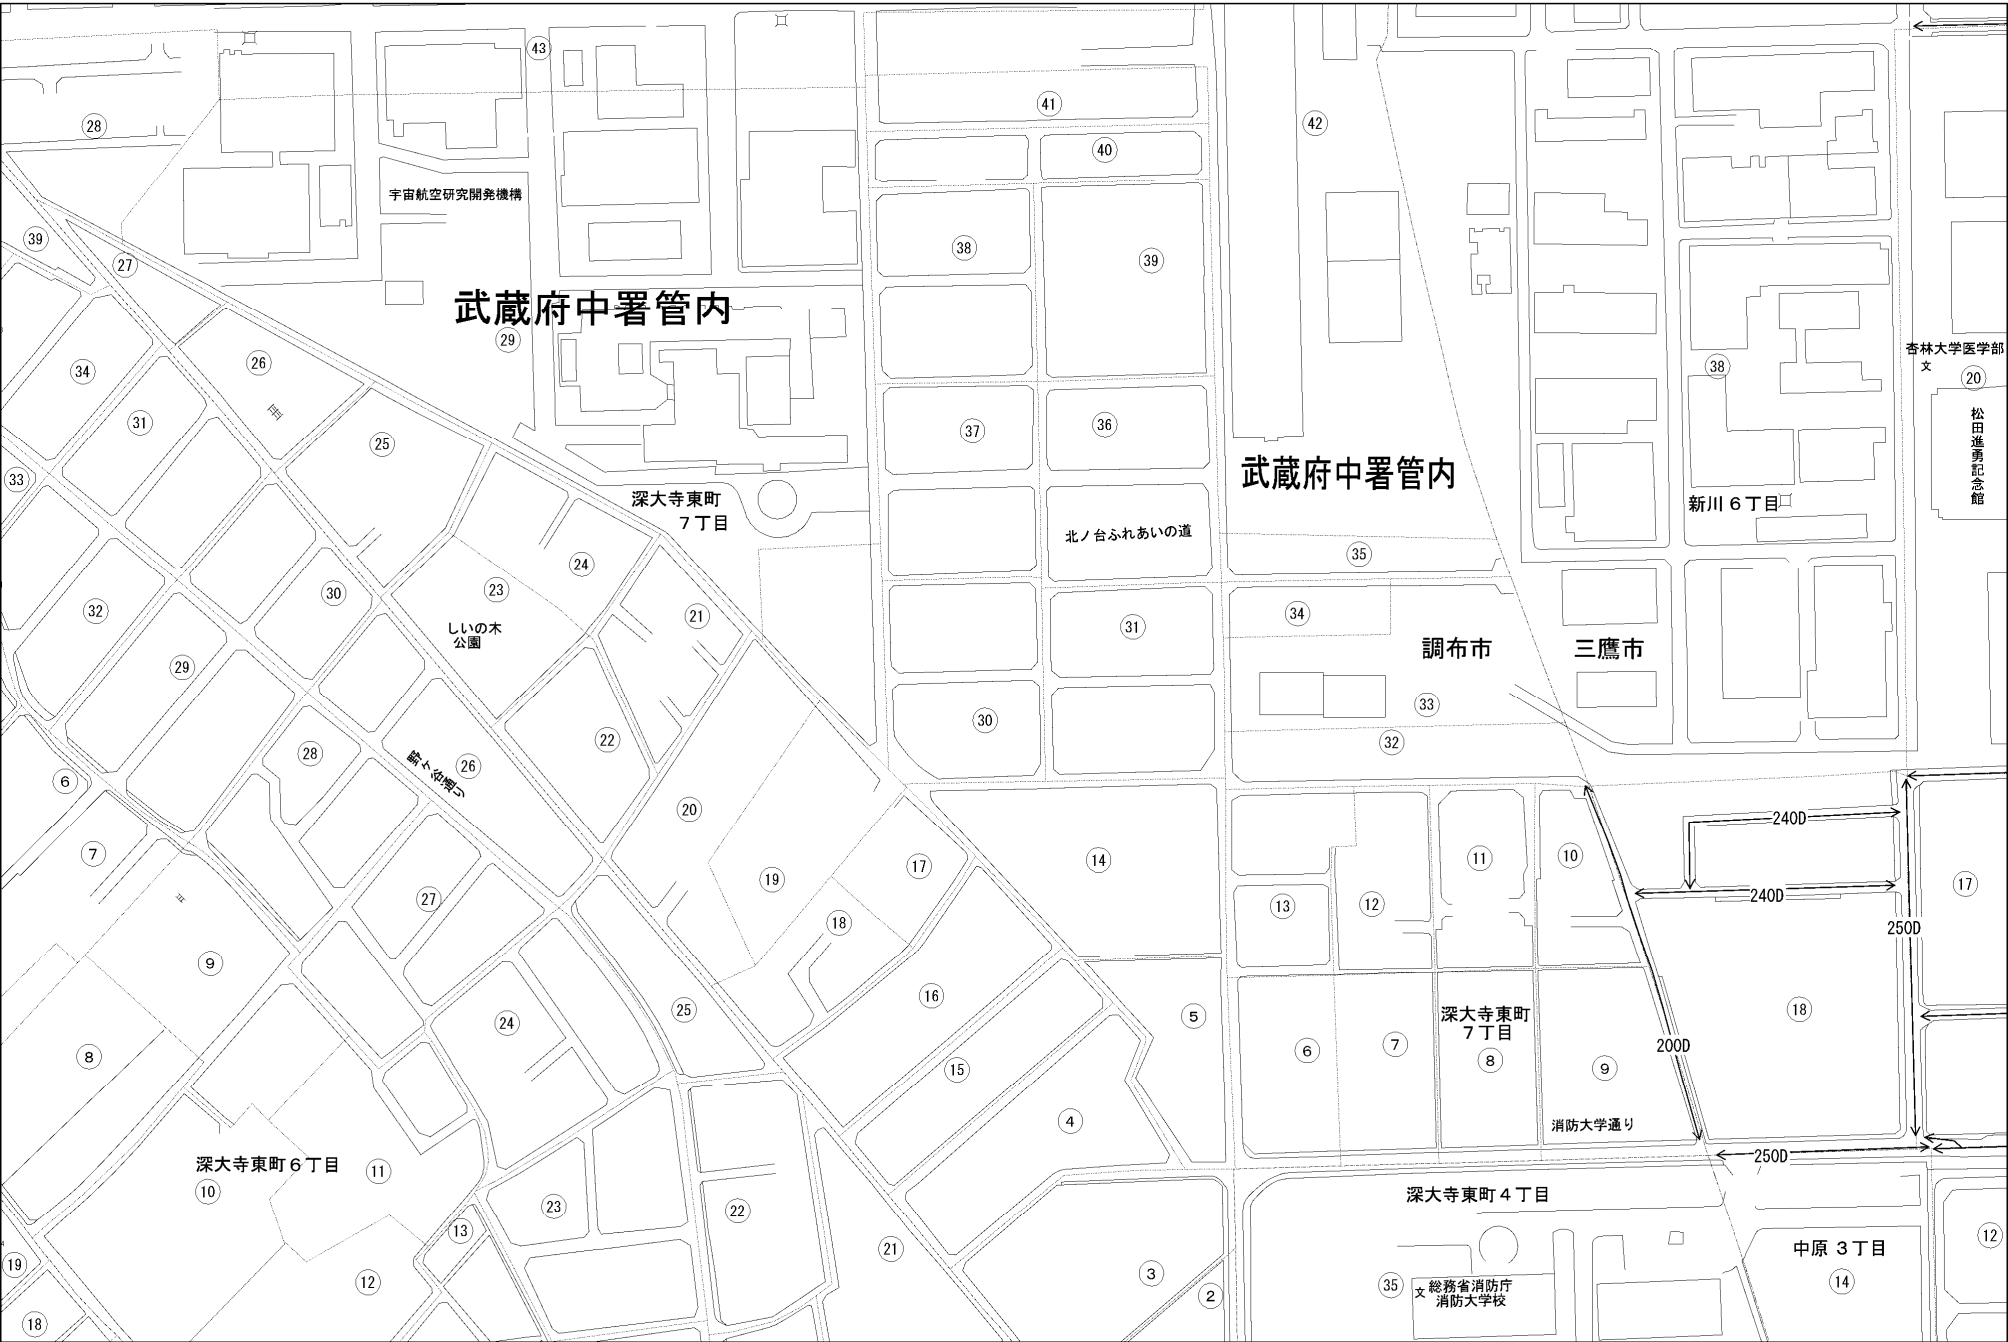 43
41
42
28
40
宇宙航空研究開発機構
39
38
39
27
武蔵府中署管内
29
26
杏林大学医学部
文
20
34
38
31
25
37
36
松田進勇記念館
33
武蔵府中署管内
深大寺東町
7丁目
新川6丁目
北ノ台ふれあいの道
35
24
23
30
32
21
34
31
しいの木
公園
調布市
三鷹市
29
33
30
22
32
28
26
野ヶ谷通り
6
20
240D
7
14
11
10
17
19
17
240D
27
18
13
12
250D
9
16
25
24
5
18
深大寺東町
7丁目
8
6
7
8
200D
9
15
4
消防大学通り
250D
深大寺東町6丁目
11
10
深大寺東町4丁目
23
22
13
12
21
中原3丁目
19
12
3
2
35
文
総務省消防庁
消防大学校
14
18